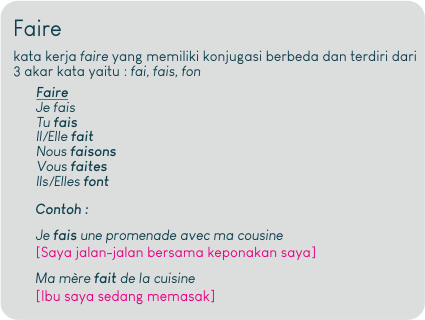 Faire
kata kerja faire yang memiliki konjugasi berbeda dan terdiri dari
3 akar kata yaitu : fai, fais, fon
Faire
Je fais
Tu fais
Il/Elle fait
Nous faisons
Vous faites
Ils/Elles font
Contoh :
Je fais une promenade avec ma cousine
[Saya jalan-jalan bersama keponakan saya]
Ma mère fait de la cuisine
[Ibu saya sedang memasak]